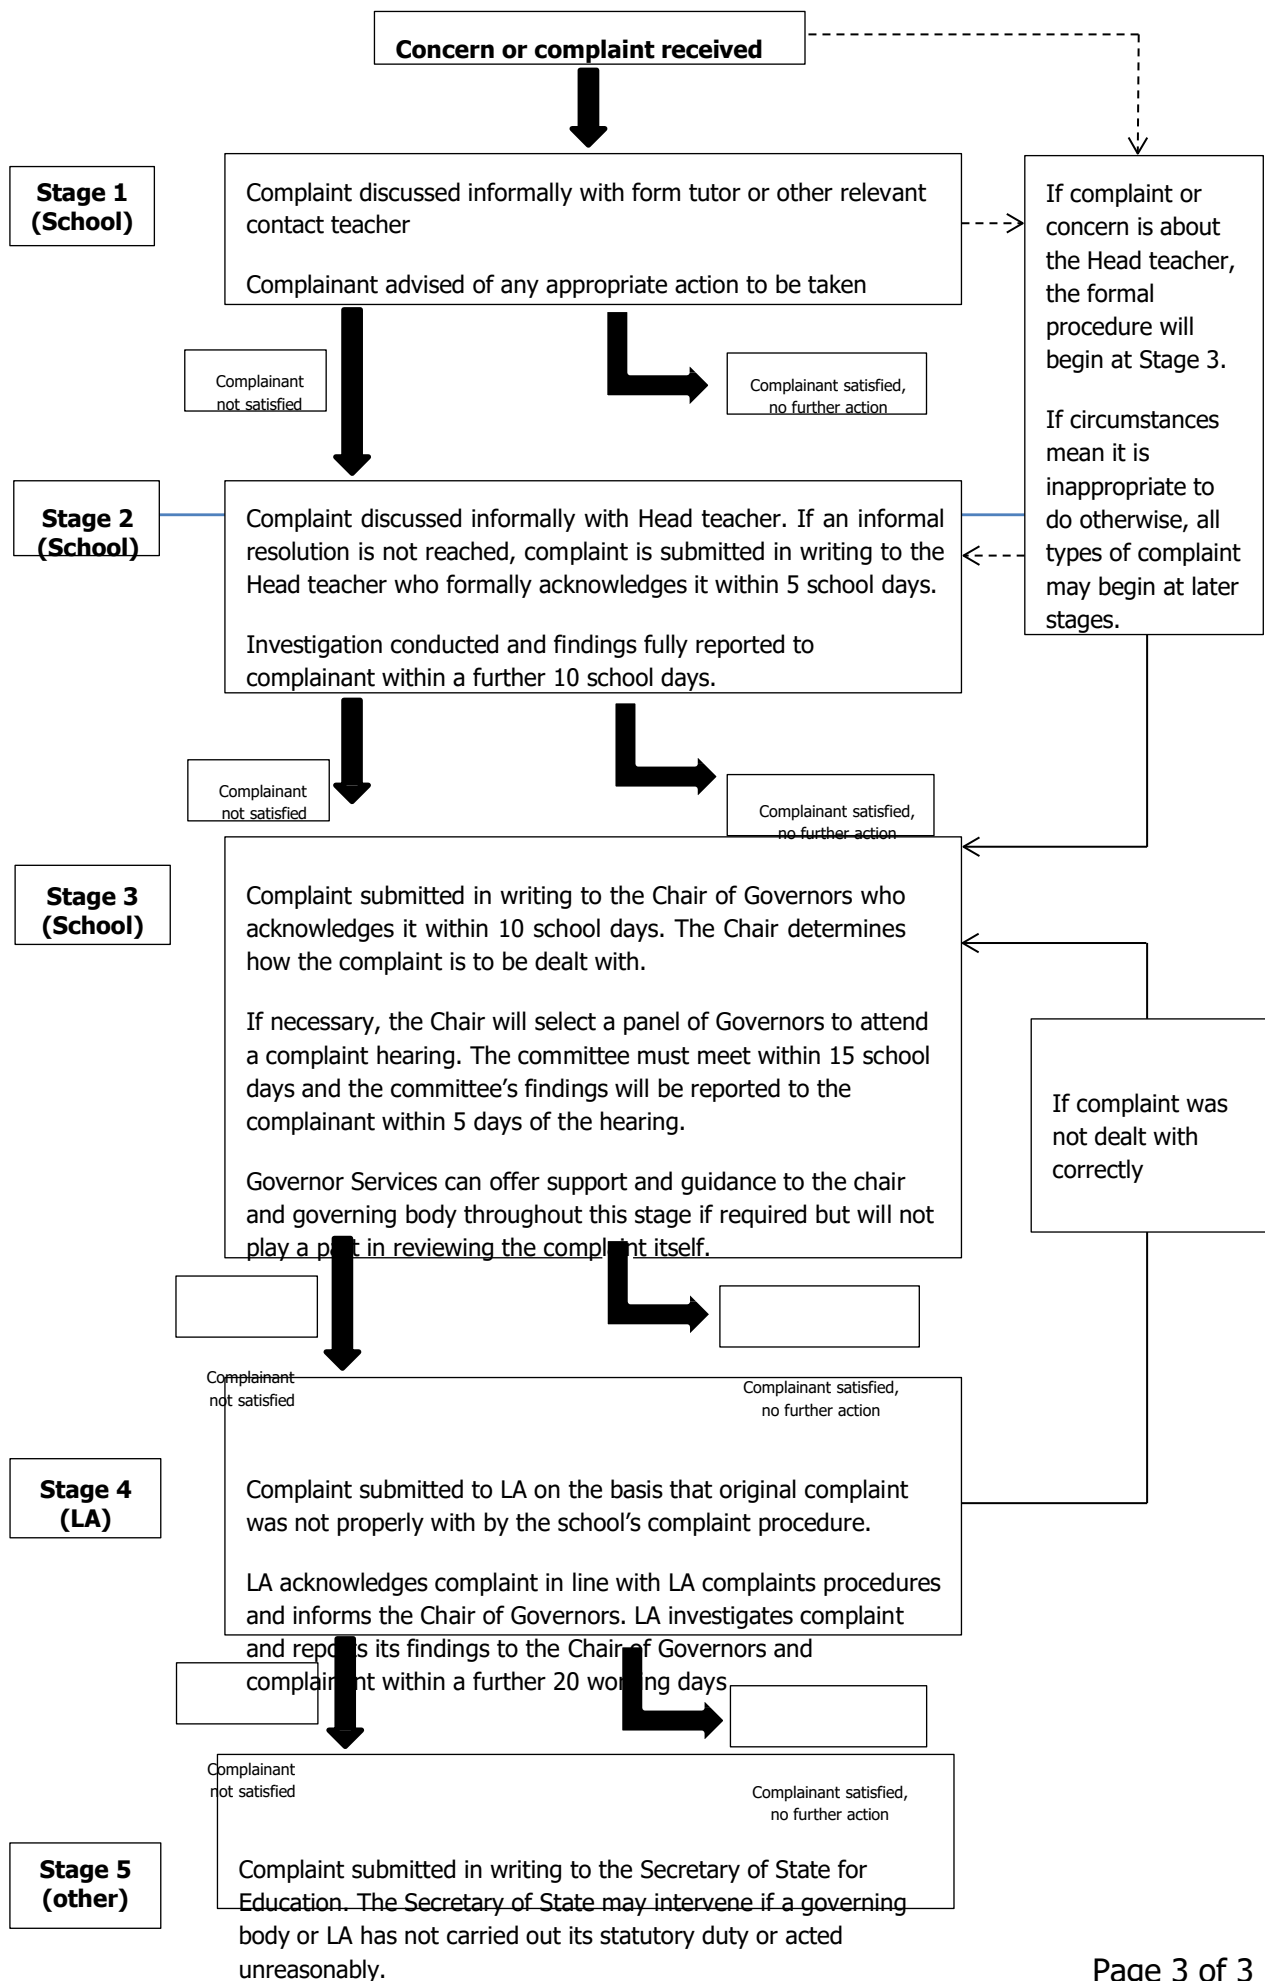 Concern or complaint received
Stage 1
(School)
Complaint discussed informally with form tutor or other relevant
contact teacher
Complainant advised of any appropriate action to be taken
If complaint or
concern is about
the Head teacher,
the formal
procedure will
begin at Stage 3.
If circumstances
mean it is
inappropriate to
do otherwise, all
types of complaint
may begin at later
stages.
Complainant
not satisfied
Complainant satisfied,
no further action
Stage 2
(School)
Complaint discussed informally with Head teacher. If an informal
resolution is not reached, complaint is submitted in writing to the
Head teacher who formally acknowledges it within 5 school days.
Investigation conducted and findings fully reported to
complainant within a further 10 school days.
Complainant
not satisfied
Complainant satisfied,
no further action
Stage 3
(School)
Complaint submitted in writing to the Chair of Governors who
acknowledges it within 10 school days. The Chair determines
how the complaint is to be dealt with.
If necessary, the Chair will select a panel of Governors to attend
a complaint hearing. The committee must meet within 15 school
days and the committee’s findings will be reported to the
complainant within 5 days of the hearing.
Governor Services can offer support and guidance to the chair
and governing body throughout this stage if required but will not
play a part in reviewing the complaint itself.
If complaint was
not dealt with
correctly
Complainant
not satisfied
Complainant satisfied,
no further action
Stage 4
(LA)
Complaint submitted to LA on the basis that original complaint
was not properly with by the school’s complaint procedure.
LA acknowledges complaint in line with LA complaints procedures
and informs the Chair of Governors. LA investigates complaint
and reports its findings to the Chair of Governors and
complainant within a further 20 working days
Complainant
not satisfied
Complainant satisfied,
no further action
Stage 5
(other)
Complaint submitted in writing to the Secretary of State for
Education. The Secretary of State may intervene if a governing
body or LA has not carried out its statutory duty or acted
unreasonably.
Page 3 of 3